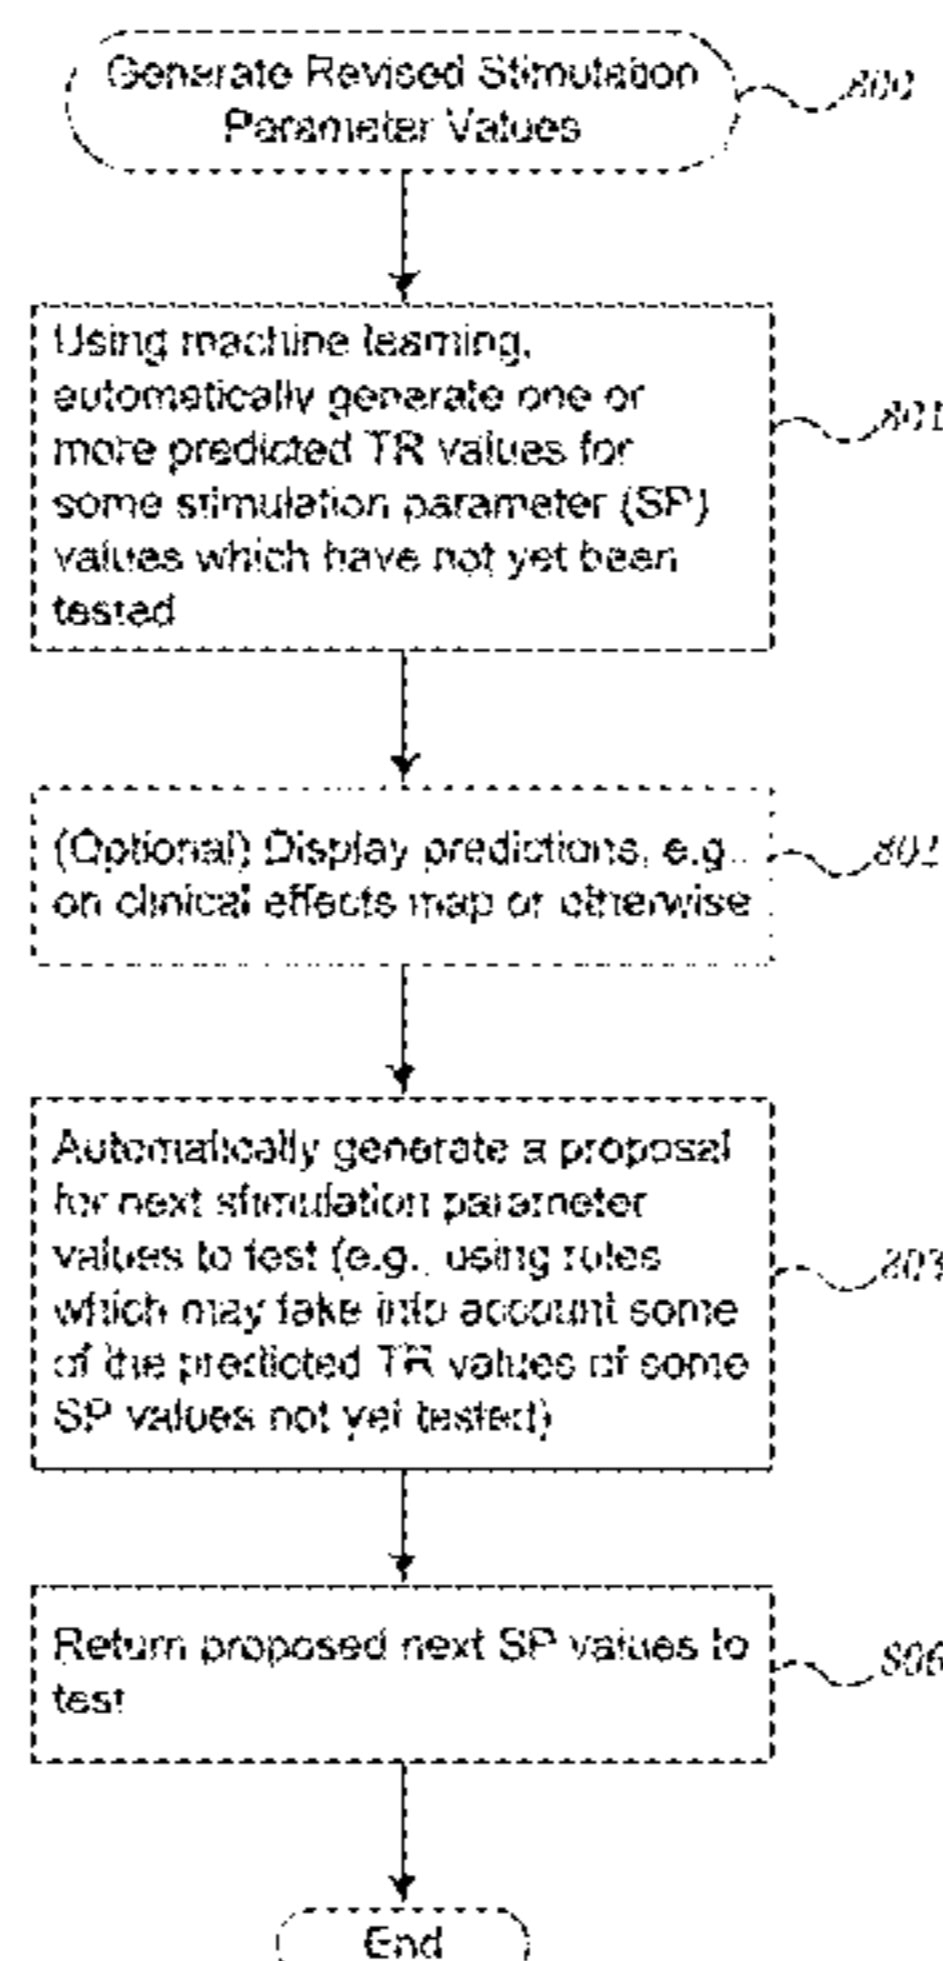 Generate Revised Stimulation
Parameter Values
800
Using machine learning,
automatically generate one or
more predicted TR values for
some stimulation parameter (SP)
values which have not yet been
tested
801
(Optional) Display predictions, e.g.,
on clinical effects map or otherwise
802
Automatically generate a proposal
for next stimulation parameter
values to test (e.g., using rules
which may take into account some
of the predicted TR values of some
SP values not yet tested)
803
Return proposed next SP values to
test
806
End